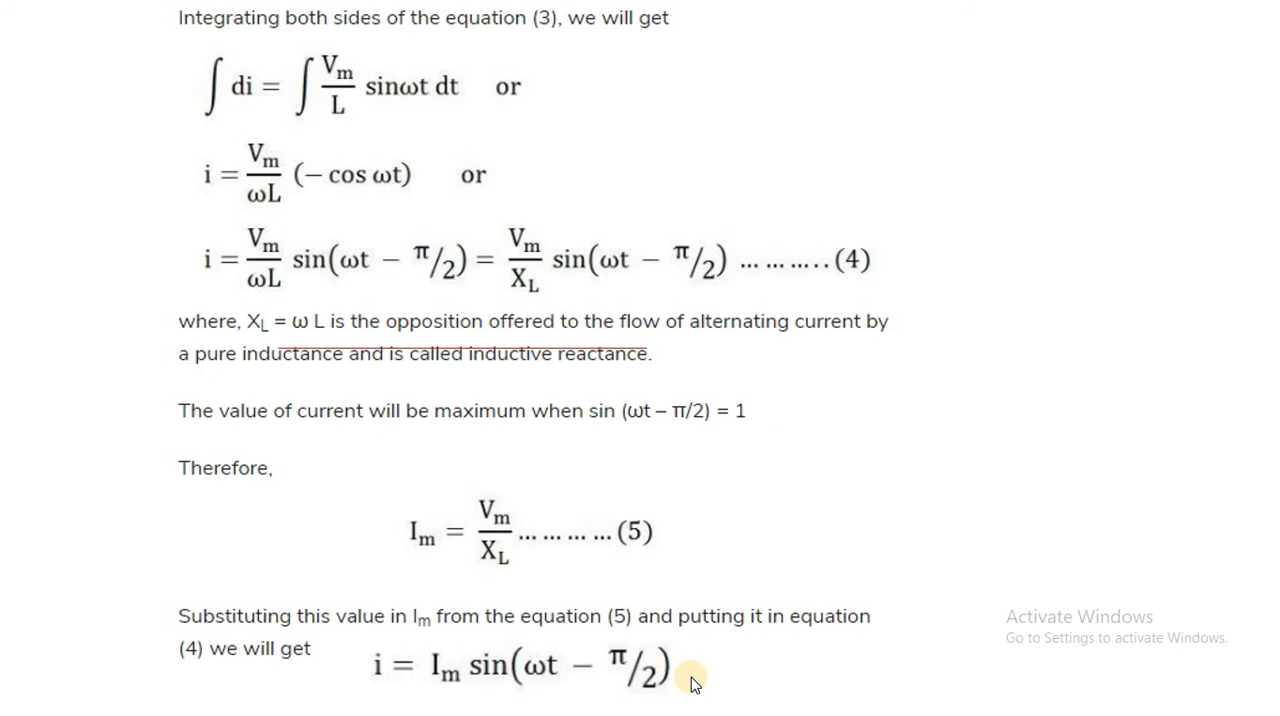 Integrating both sides of the equation (3), we will get
∫ di = ∫ Vm/L sinωt dt or
i = Vm/ωL (− cos ωt) or
i = Vm/ωL sin(ωt − π/2) = Vm/XL sin(ωt − π/2) ... ... ... . . (4)
where, XL = ω L is the opposition offered to the flow of alternating current by
a pure inductance and is called inductive reactance.
The value of current will be maximum when sin (ωt – π/2) = 1
Therefore,
Im = Vm/XL ... ... ... ... (5)
Substituting this value in Im from the equation (5) and putting it in equation
(4) we will get i = Im sin(ωt − π/2)
Activate Windows
Go to Settings to activate Windows.